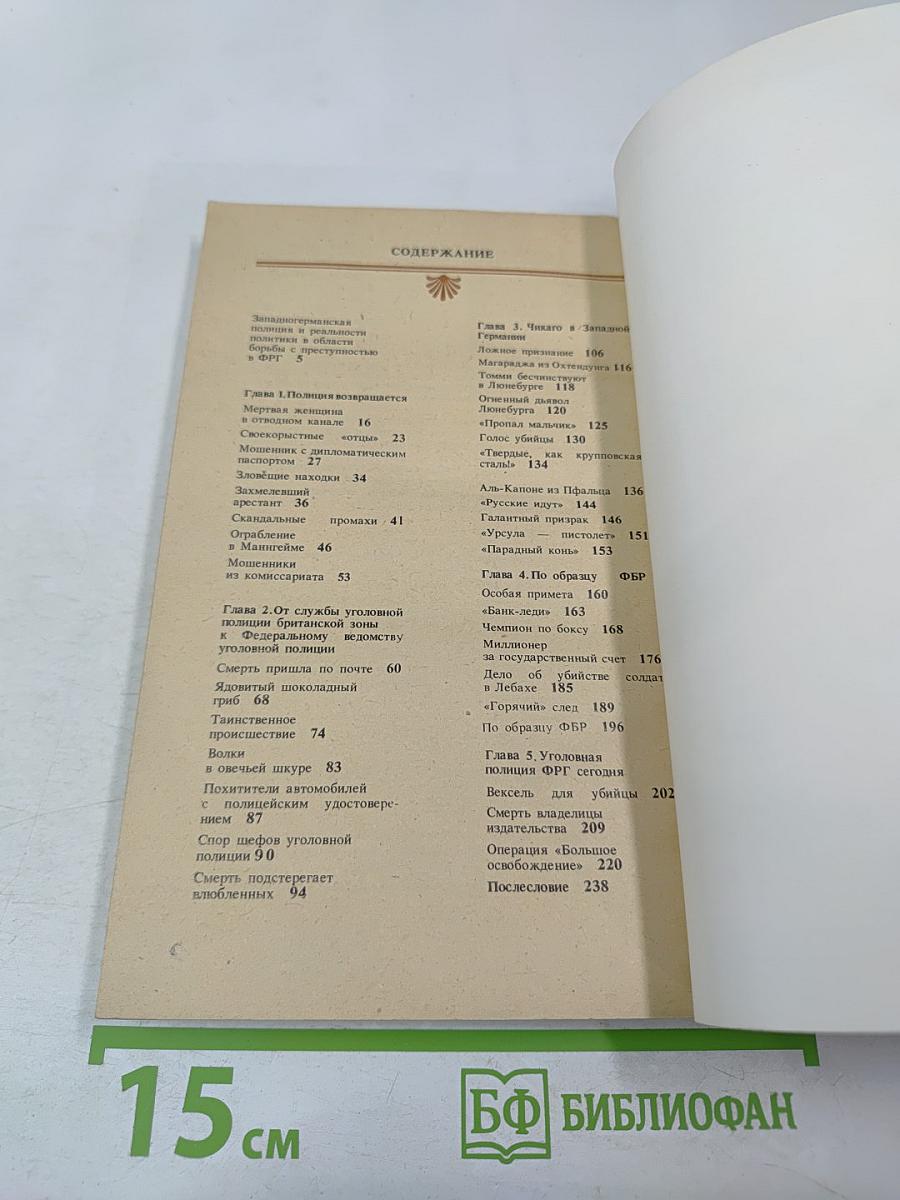 СОДЕРЖАНИЕ
Западногерманская
полиция и реальности
политики в области
борьбы с преступностью
в ФРГ 5
Глава 1. Полиция возвращается
Мертвая женщина
в отводном канале 16
Своекорыстные «отцы» 23
Мошенник с дипломатическим
паспортом 27
Зловещие находки 34
Захмелевший
арестант 36
Скандальные промахи 41
Ограбление
в Маннгейме 46
Мошенники
из комиссариата 53
Глава 2. От службы уголовной
полиции британской зоны
к Федеральному ведомству
уголовной полиции
Смерть пришла по почте 60
Ядовитый шоколадный
гриб 68
Таинственное
происшествие 74
Волки
в овечьей шкуре 83
Похитители автомобилей
с полицейским удостовере-
нием 87
Спор шефов уголовной
полиции 90
Смерть подстерегает
влюбленных 94
Глава 3. Чикаго в Западной
Германии
Ложное признание 106
Магараджа из Охтендунга 116
Томми бесчинствуют
в Люнебурге 118
Огненный дьявол
Люнебурга 120
«Пропал мальчик» 125
Голос убийцы 130
«Твердые, как крупповская
сталь!» 134
Аль-Капоне из Пфальца 136
«Русские идут» 144
Галантный призрак 146
«Урсула — пистолет» 151
«Парадный конь» 153
Глава 4. По образцу ФБР
Особая примета 160
«Банк-леди» 163
Чемпион по боксу 168
Миллионер
за государственный счет 176
Дело об убийстве солдат
в Лебахе 185
«Горячий» след 189
По образцу ФБР 196
Глава 5. Уголовная
полиция ФРГ сегодня
Вексель для убийцы 202
Смерть владелицы
издательства 209
Операция «Большое
освобождение» 220
Послесловие 238
15 см
БФ БИБЛИОФАН